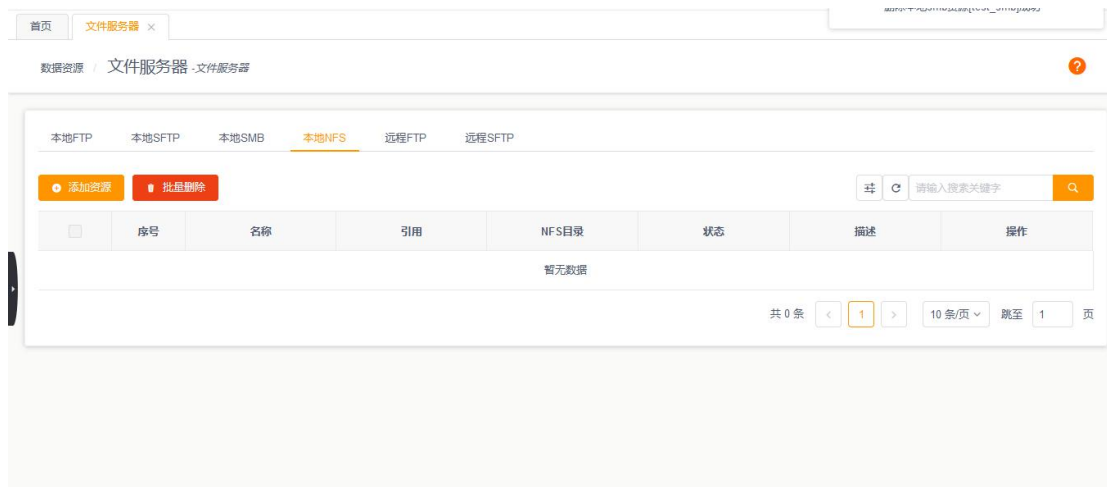 首页 文件服务器 ×
数据资源 / 文件服务器 -文件服务器 ?
本地FTP 本地SFTP 本地SMB 本地NFS 远程FTP 远程SFTP
添加资源 批量删除 请输入搜索关键字
序号 名称 引用 NFS目录 状态 描述 操作
暂无数据
共 0 条 < 1 > 10 条/页 跳至 1 页